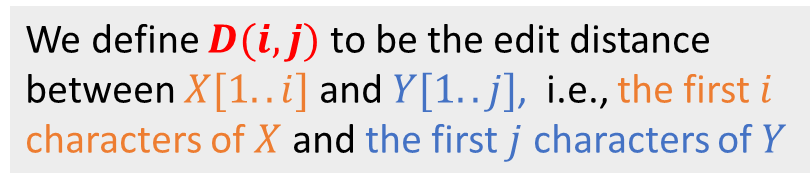 We define D(i,j) to be the edit distance
between X[1..i] and Y[1..j], i.e., the first i
characters of X and the first j characters of Y